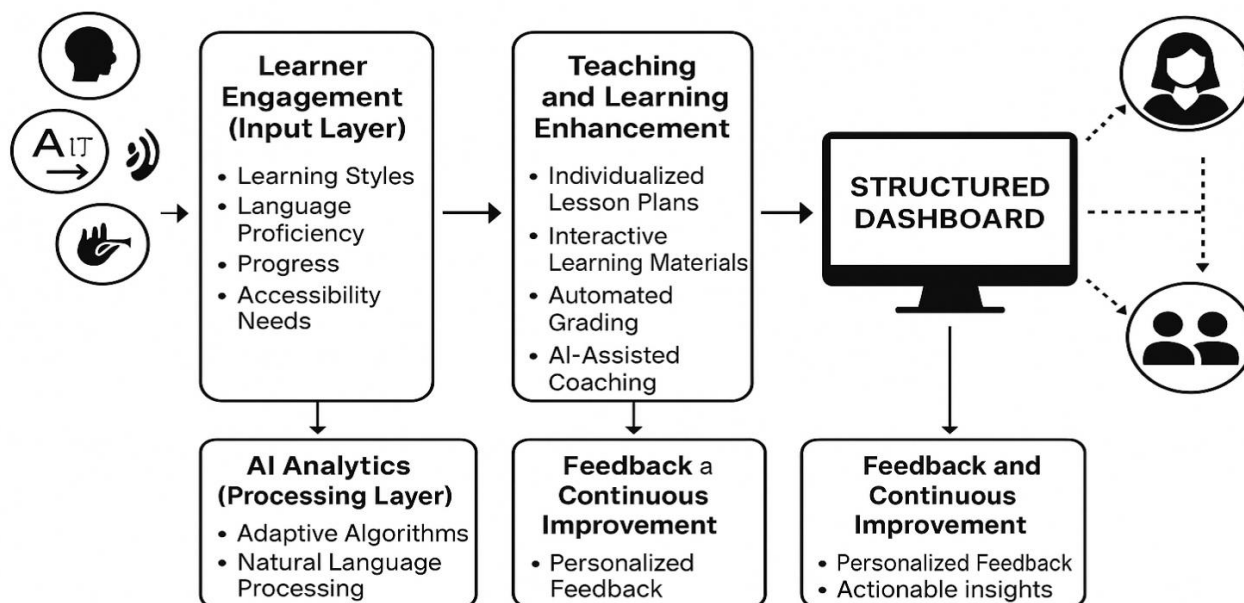 A IT
Learner
Engagement
(Input Layer)
• Learning Styles
• Language
Proficiency
• Progress
• Accessibility
Needs
Teaching
and Learning
Enhancement
• Individualized
Lesson Plans
• Interactive
Learning Materials
• Automated
Grading
• AI-Assisted
Coaching
STRUCTURED
DASHBOARD
AI Analytics
(Processing Layer)
• Adaptive Algorithms
• Natural Language
Processing
Feedback a
Continuous
Improvement
• Personalized
Feedback
Feedback and
Continuous
Improvement
• Personalized Feedback
• Actionable insights